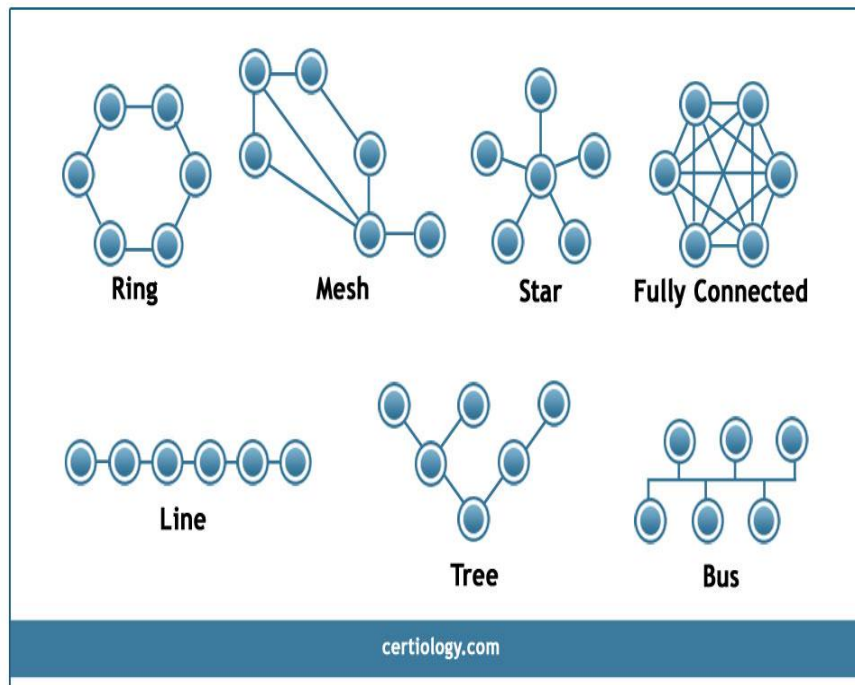 Ring
Mesh
Star
Fully Connected
Line
Tree
Bus
certiology.com